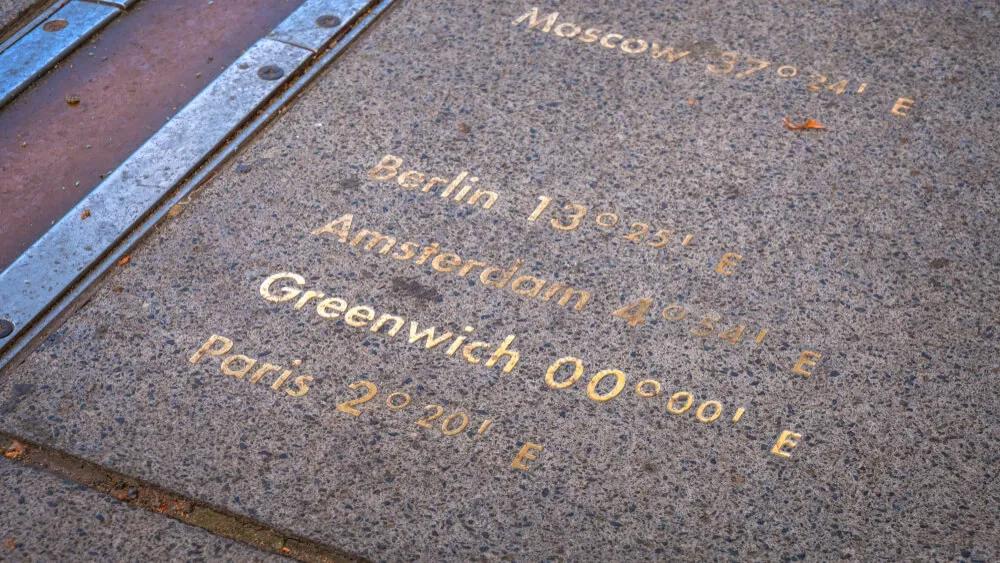 Moscow 37°24' E
Berlin 13°25' E
Amsterdam 4°54' E
Greenwich 00°00' E
Paris 2°20' E